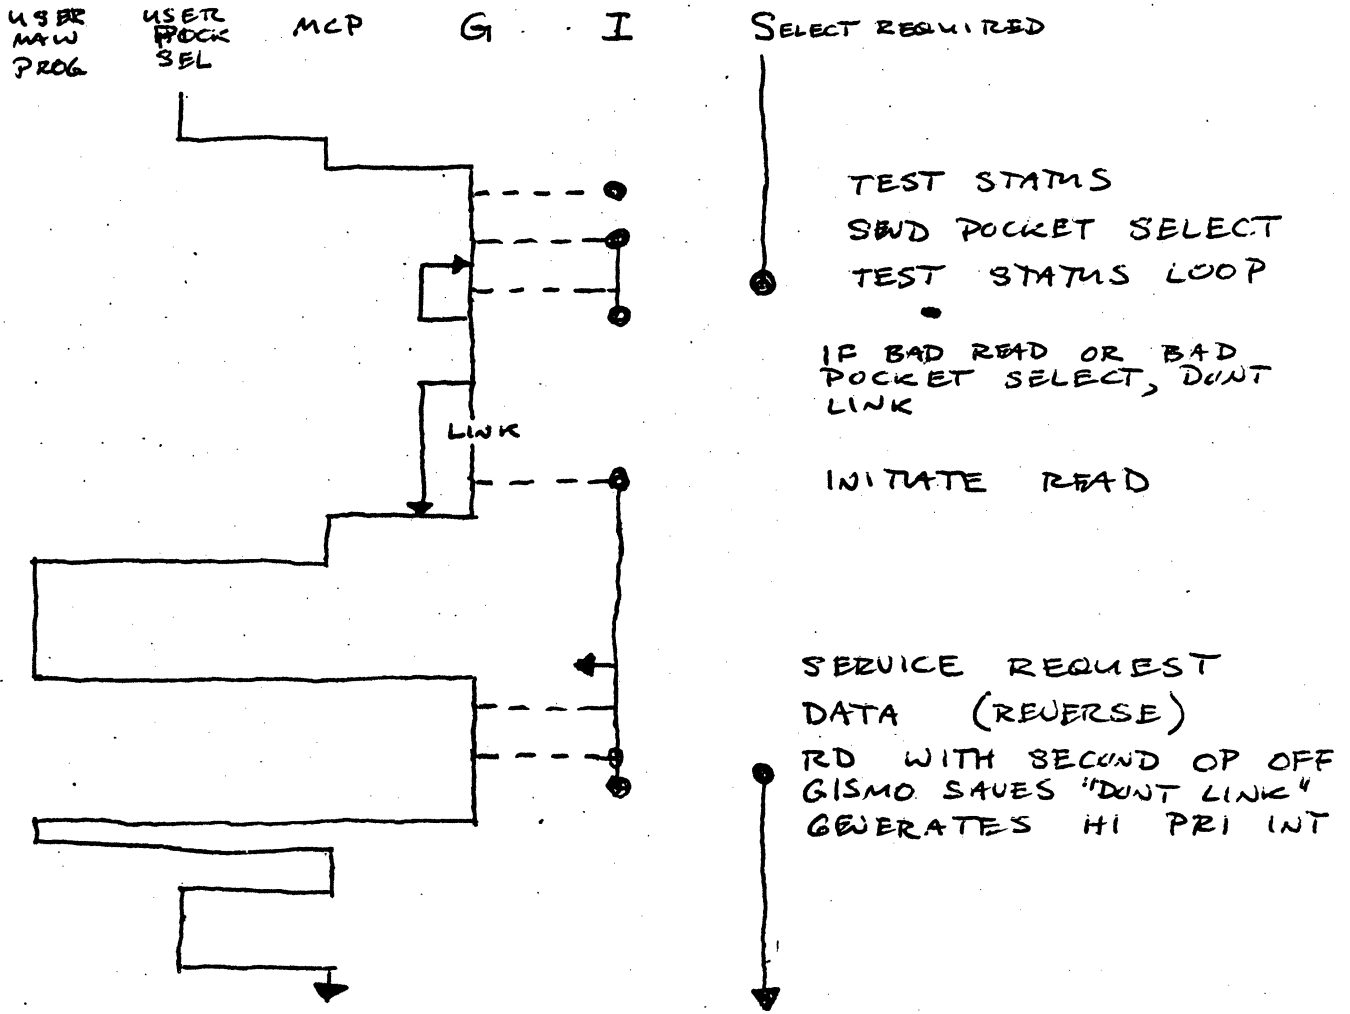 USER
MAIN
PROG
USER
POCK
SEL
MCP
G
I
SELECT REQUIRED
TEST STATUS
SEND POCKET SELECT
TEST STATUS LOOP
IF BAD READ OR BAD
POCKET SELECT, DONT
LINK
LINK
INITIATE READ
SERVICE REQUEST
DATA (REVERSE)
RD WITH SECOND OP OFF
GISMO SAVES "DONT LINK"
GENERATES HI PRI INT